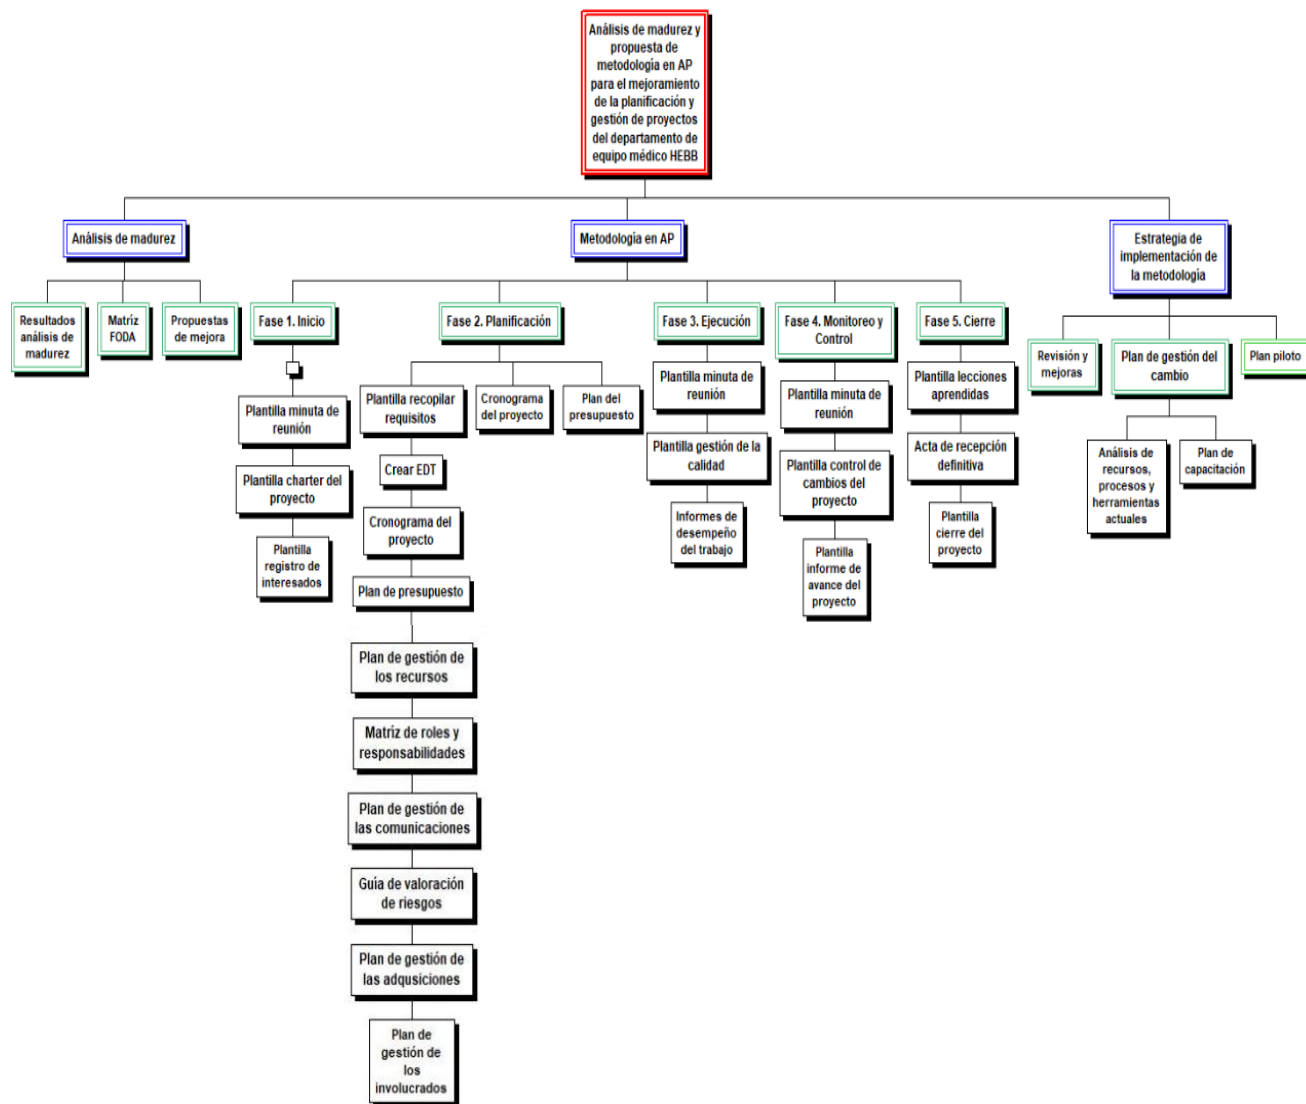 Análisis de madurez y
propuesta de
metodología en AP
para el mejoramiento
de la planificación y
gestión de proyectos
del departamento de
equipo médico HEBB
Análisis de madurez
Metodología en AP
Estrategia de
implementación de
la metodología
Resultados
análisis de
madurez
Matríz
FODA
Propuestas
de mejora
Fase 1. Inicio
Fase 2. Planificación
Fase 3. Ejecución
Fase 4. Monitoreo y
Control
Fase 5. Cierre
Revisión y
mejoras
Plan de gestión del
cambio
Plan piloto
Plantilla minuta de
reunión
Plantilla charter del
proyecto
Plantilla
registro de
interesados
Plantilla recopilar
requisitos
Cronograma
del proyecto
Plan del
presupuesto
Crear EDT
Cronograma del
proyecto
Plan de presupuesto
Plan de gestión de
los recursos
Matríz de roles y
responsabilidades
Plan de gestión de
las comunicaciones
Guía de valoración
de riesgos
Plan de gestión de
las adqusiciones
Plan de
gestión de
los
involucrados
Plantilla minuta de
reunión
Plantilla gestión de la
calidad
Informes de
desempeño
del trabajo
Plantilla minuta de
reunión
Plantilla control de
cambios del
proyecto
Plantilla
informe de
avance del
proyecto
Plantilla lecciones
aprendidas
Acta de recepción
definitiva
Plantilla
cierre del
proyecto
Análisis de
recursos,
procesos y
herramientas
actuales
Plan de
capacitación